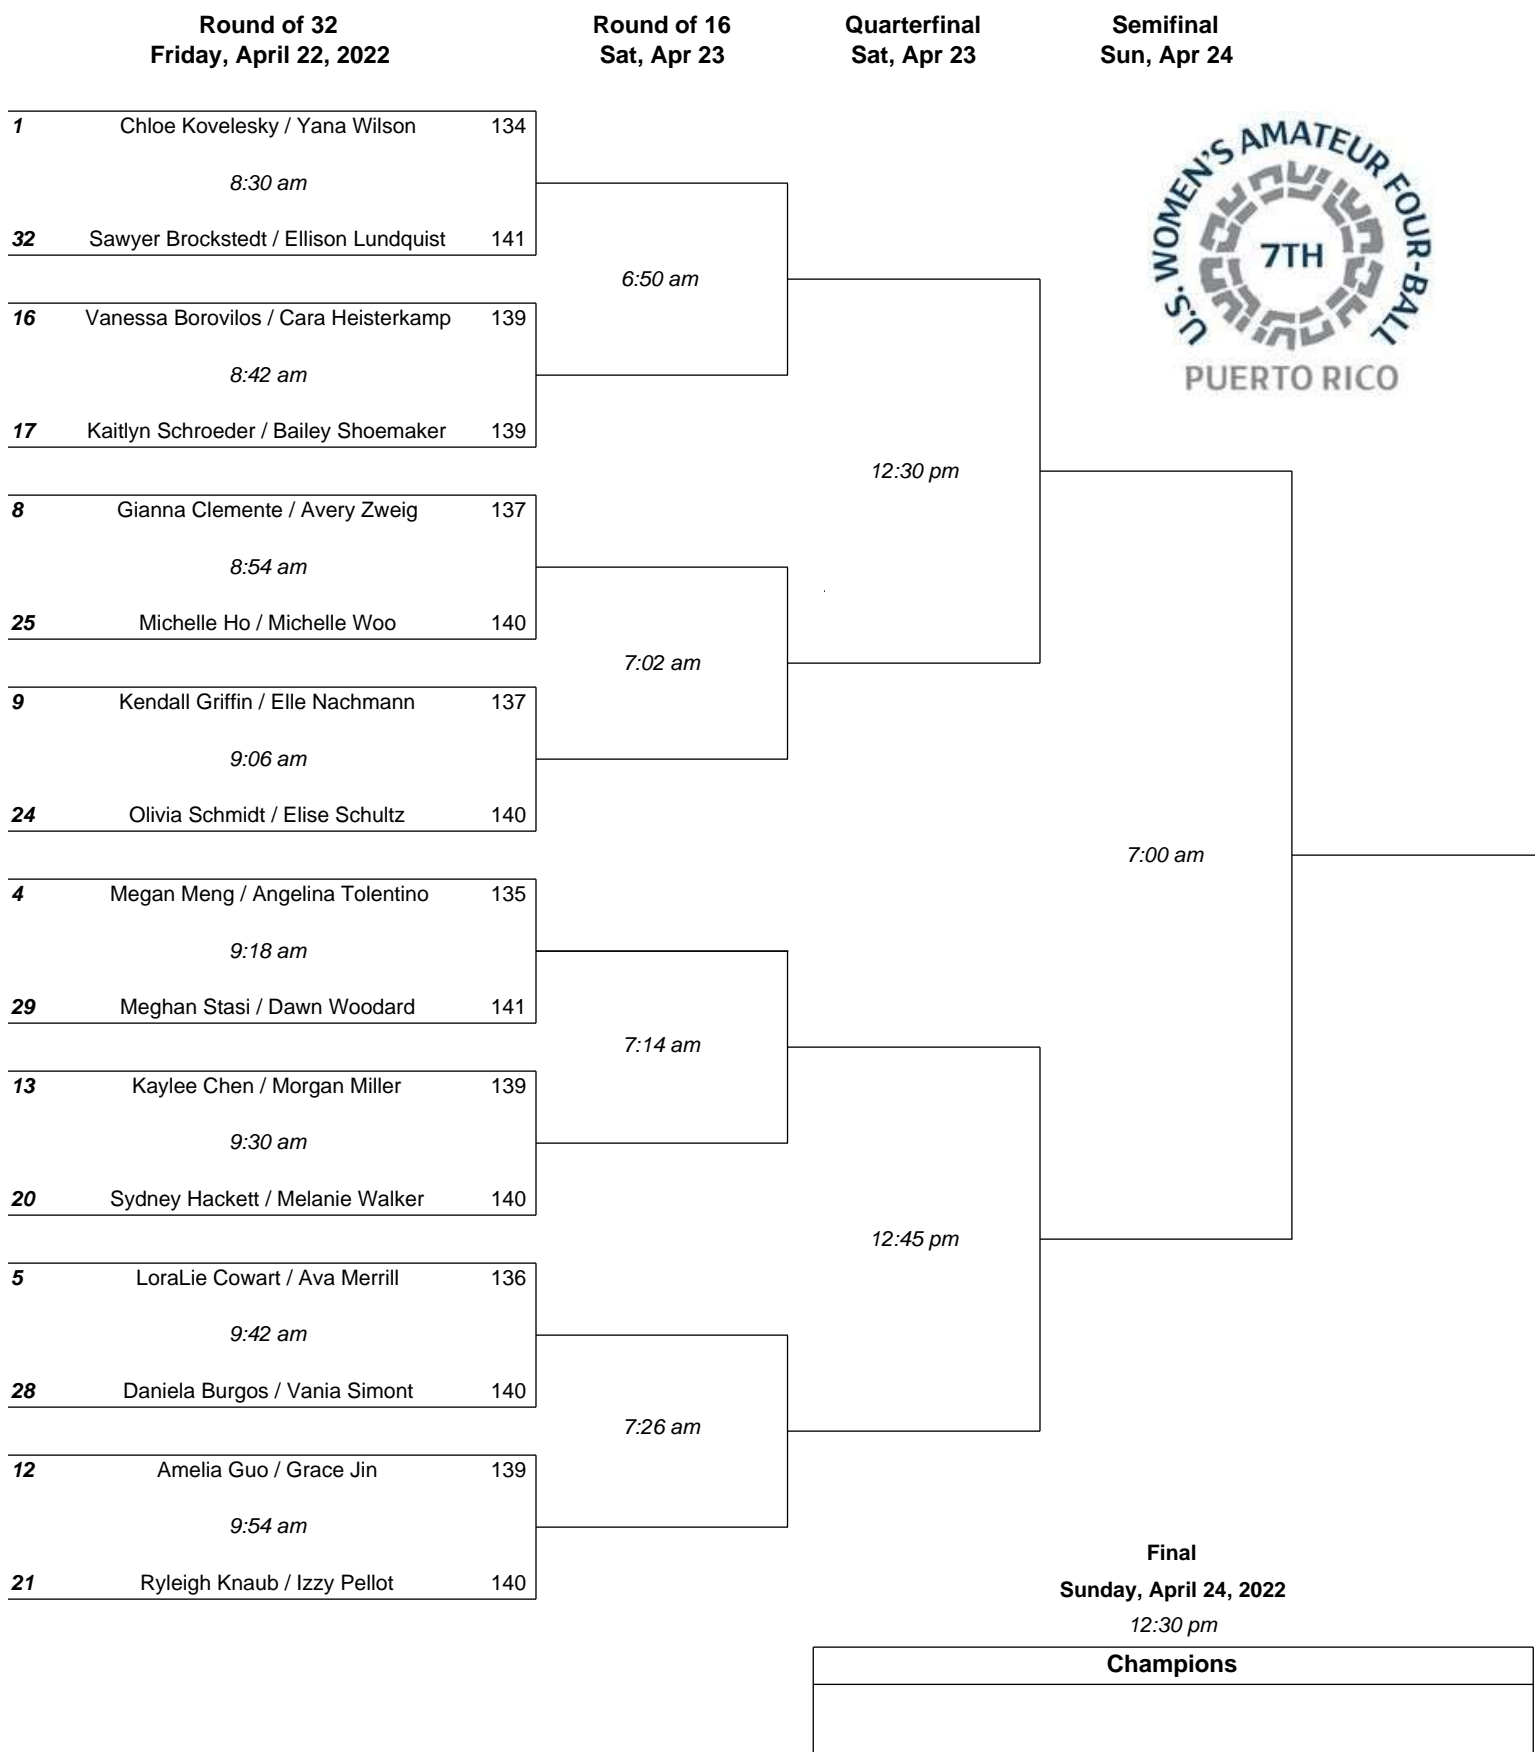 Round of 32 Round of 16 Quarterfinal Semifinal
Friday, April 22, 2022 Sat, Apr 23 Sat, Apr 23 Sun, Apr 24
U.S. WOMEN'S AMATEUR FOUR-BALL
7TH
PUERTO RICO
1 Chloe Kovelesky / Yana Wilson 134
8:30 am
32 Sawyer Brockstedt / Ellison Lundquist 141
6:50 am
16 Vanessa Borovilos / Cara Heisterkamp 139
8:42 am
17 Kaitlyn Schroeder / Bailey Shoemaker 139
12:30 pm
8 Gianna Clemente / Avery Zweig 137
8:54 am
25 Michelle Ho / Michelle Woo 140
7:02 am
9 Kendall Griffin / Elle Nachmann 137
9:06 am
24 Olivia Schmidt / Elise Schultz 140
7:00 am
4 Megan Meng / Angelina Tolentino 135
9:18 am
29 Meghan Stasi / Dawn Woodard 141
7:14 am
13 Kaylee Chen / Morgan Miller 139
9:30 am
20 Sydney Hackett / Melanie Walker 140
12:45 pm
5 LoraLie Cowart / Ava Merrill 136
9:42 am
28 Daniela Burgos / Vania Simont 140
7:26 am
12 Amelia Guo / Grace Jin 139
9:54 am
21 Ryleigh Knaub / Izzy Pellot 140
Final
Sunday, April 24, 2022
12:30 pm
Champions